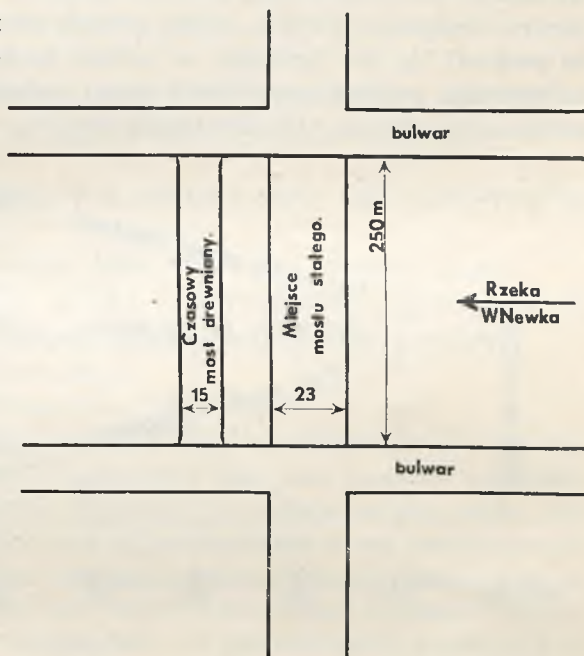 bulwar
250 m
Czasowy
most drewniany.
Miejsce
mostu stałego.
Rzeka
WNewka
15
23
bulwar